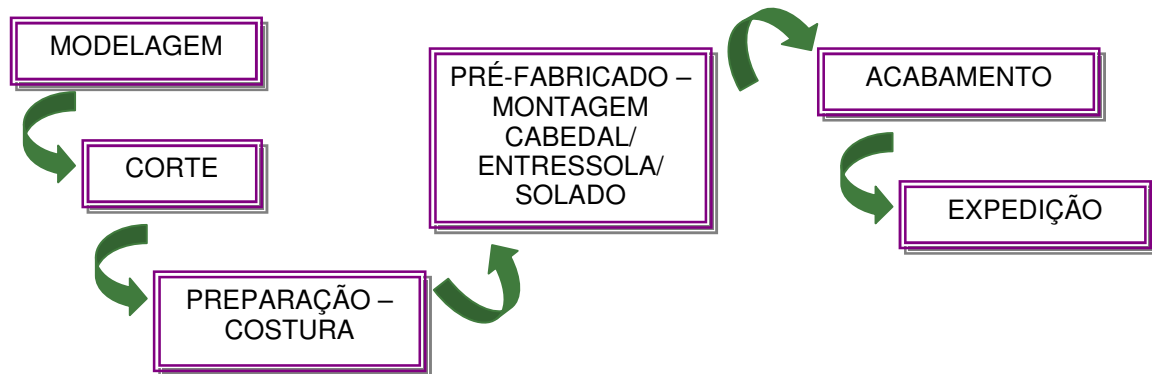 MODELAGEM
CORTE
PREPARAÇÃO –
COSTURA
PRÉ-FABRICADO –
MONTAGEM
CABEDAL/
ENTRESSOLA/
SOLADO
ACABAMENTO
EXPEDIÇÃO